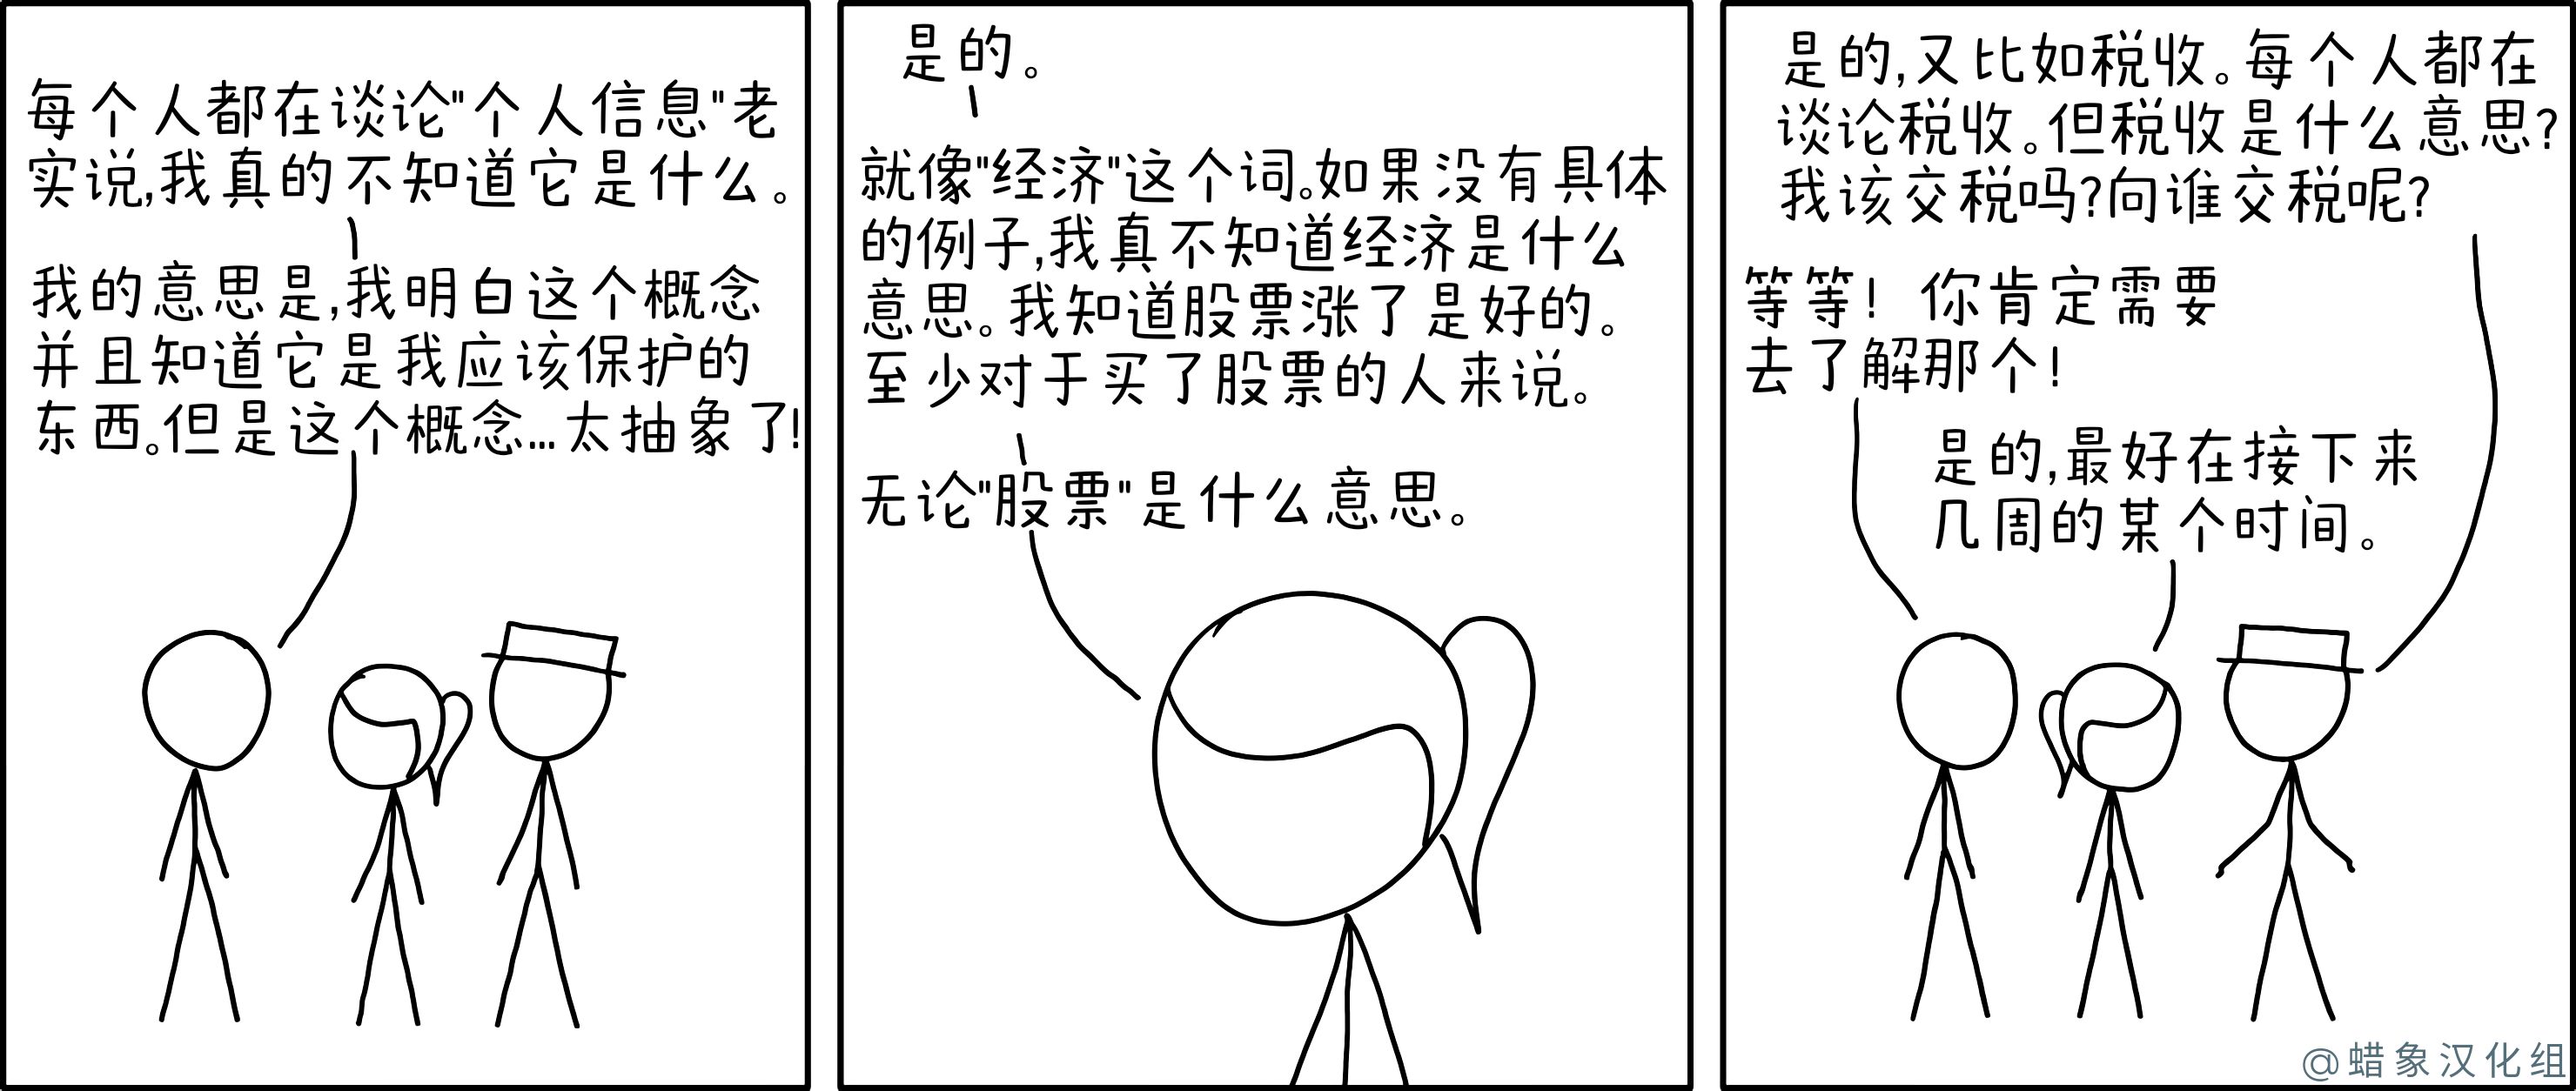 每个人都在谈论"个人信息"老
实说,我真的不知道它是什么。
我的意思是,我明白这个概念
并且知道它是我应该保护的
东西。但是这个概念...太抽象了!
是的。
就像"经济"这个词。如果没有具体
的例子,我真不知道经济是什么
意思。我知道股票涨了是好的。
至少对于买了股票的人来说。
无论"股票"是什么意思。
是的,又比如税收。每个人都在
谈论税收。但税收是什么意思?
我该交税吗?向谁交税呢?
等等! 你肯定需要
去了解那个!
是的,最好在接下来
几周的某个时间。
@蜡象汉化组